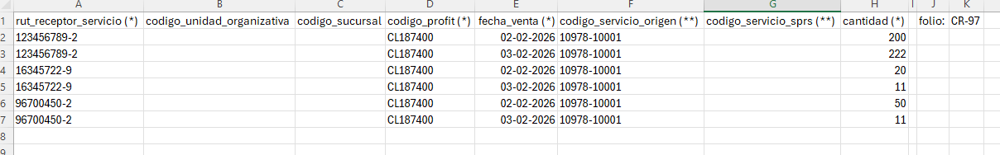 A B C D E F G H I J K
1 rut_receptor_servicio (*) codigo_unidad_organizativa codigo_sucursal codigo_profit (*) fecha_venta (*) codigo_servicio_origen (**) codigo_servicio_sprs (**) cantidad (*) folio: CR-97
2 123456789-2 CL187400 02-02-2026 10978-10001 200
3 123456789-2 CL187400 03-02-2026 10978-10001 222
4 16345722-9 CL187400 02-02-2026 10978-10001 20
5 16345722-9 CL187400 03-02-2026 10978-10001 11
6 96700450-2 CL187400 02-02-2026 10978-10001 50
7 96700450-2 CL187400 03-02-2026 10978-10001 11
8
9